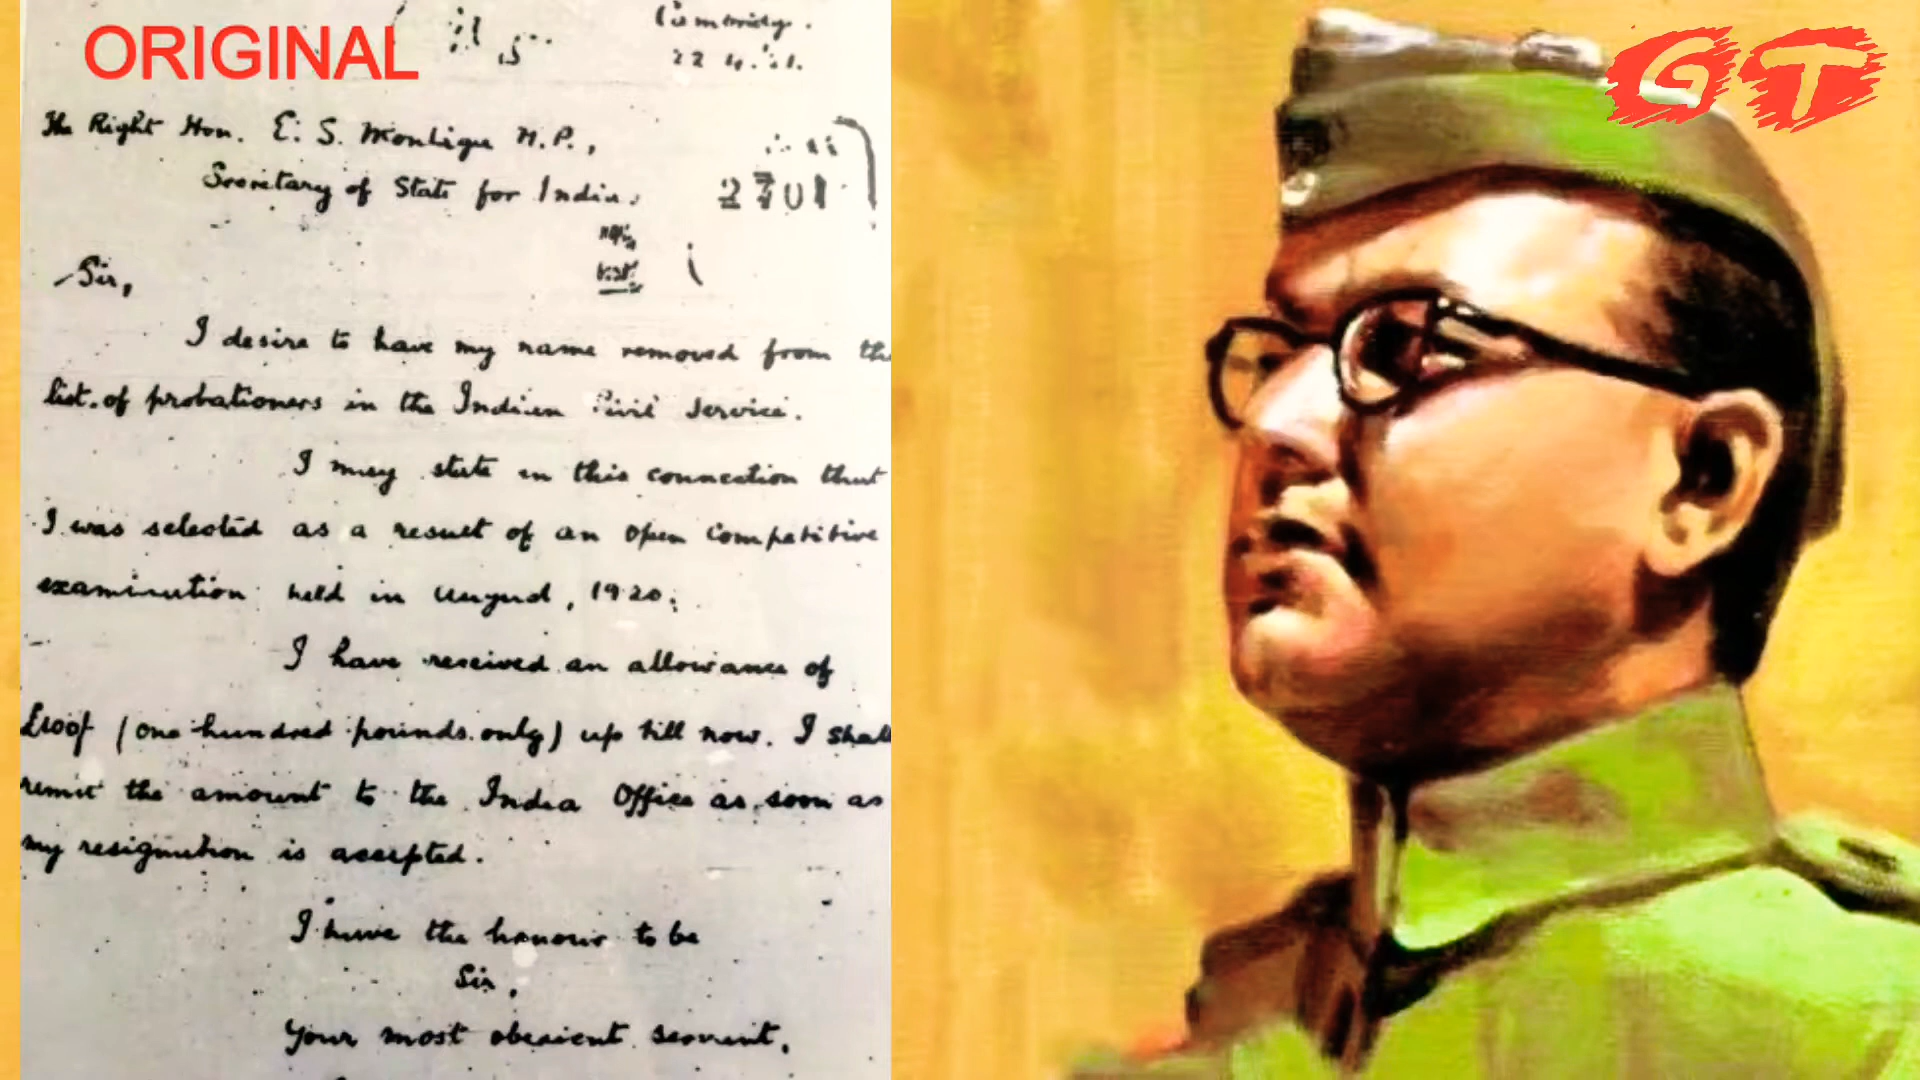 ORIGINAL
GT
22
The Right Hon. E. S. Montagu M.P.,
Secretary of State for India.
2701
Sir,
I desire to have my name removed from the
list of probationers in the Indian Civil Service.
I may state in this connection that
I was selected as a result of an open competitive
examination held in August, 1920.
I have received an allowance of
£100/- (one hundred pounds only) up till now. I shall
remit the amount to the India Office as soon as
my resignation is accepted.
I have the honour to be
Sir,
Your most obedient servant,